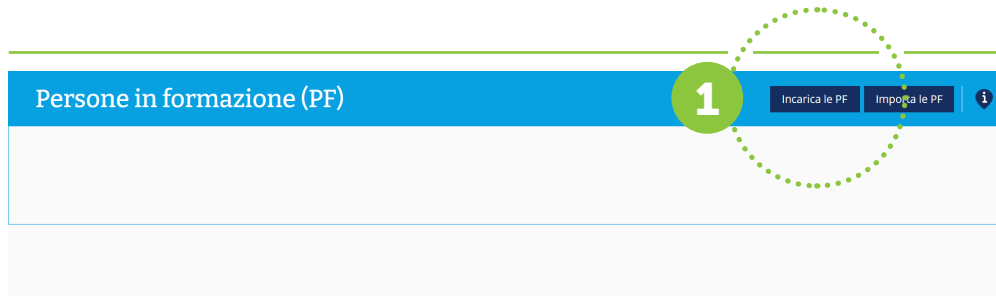 Persone in formazione (PF)
1
Incarica le PF
Importa le PF
i